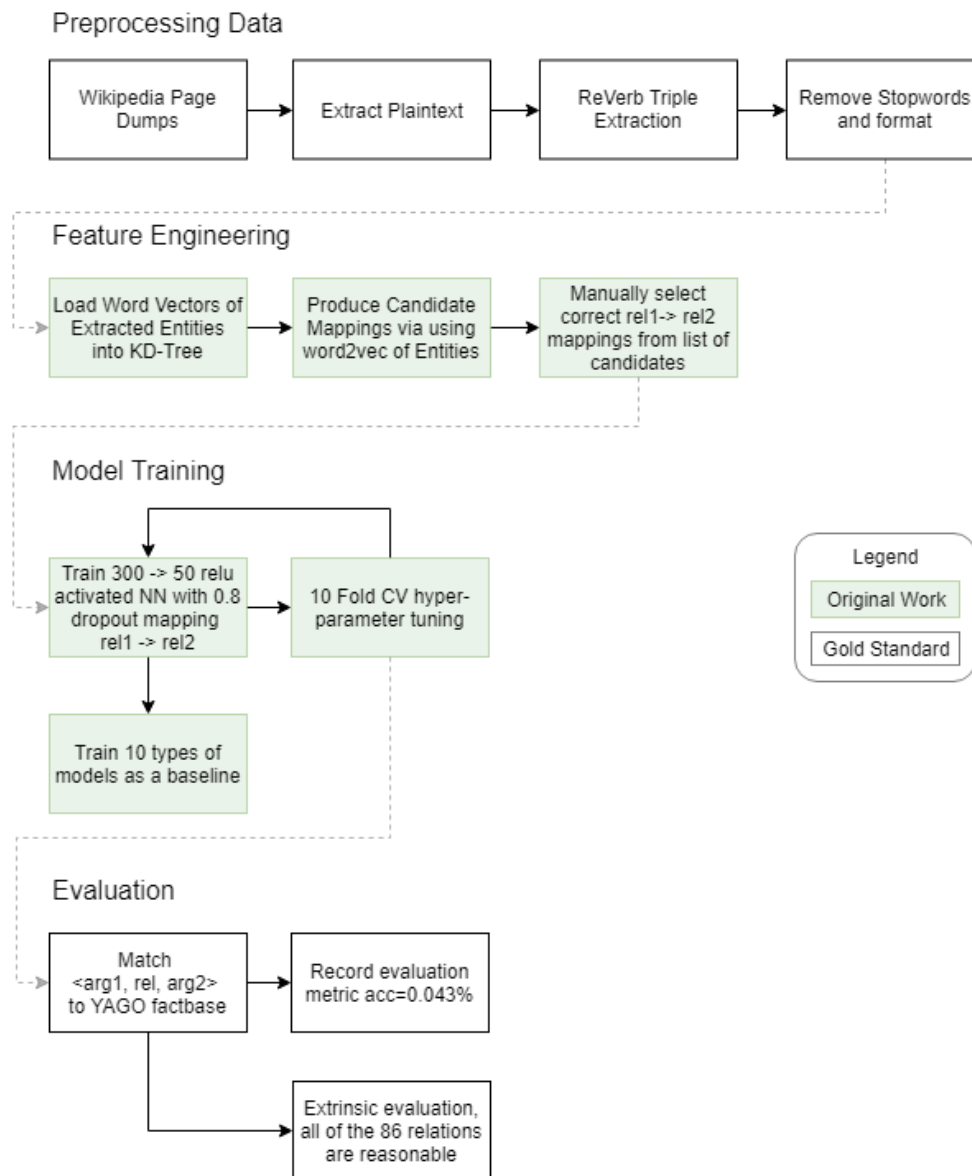 Preprocessing Data
Wikipedia Page
Dumps
Extract Plaintext
ReVerb Triple
Extraction
Remove Stopwords
and format
Feature Engineering
Load Word Vectors of
Extracted Entities
into KD-Tree
Produce Candidate
Mappings via using
word2vec of Entities
Manually select
correct rel1-> rel2
mappings from list of
candidates
Model Training
Train 300 -> 50 relu
activated NN with 0.8
dropout mapping
rel1 -> rel2
10 Fold CV hyper-
parameter tuning
Train 10 types of
models as a baseline
Legend
Original Work
Gold Standard
Evaluation
Match
<arg1, rel, arg2>
to YAGO factbase
Record evaluation
metric acc=0.043%
Extrinsic evaluation,
all of the 86 relations
are reasonable